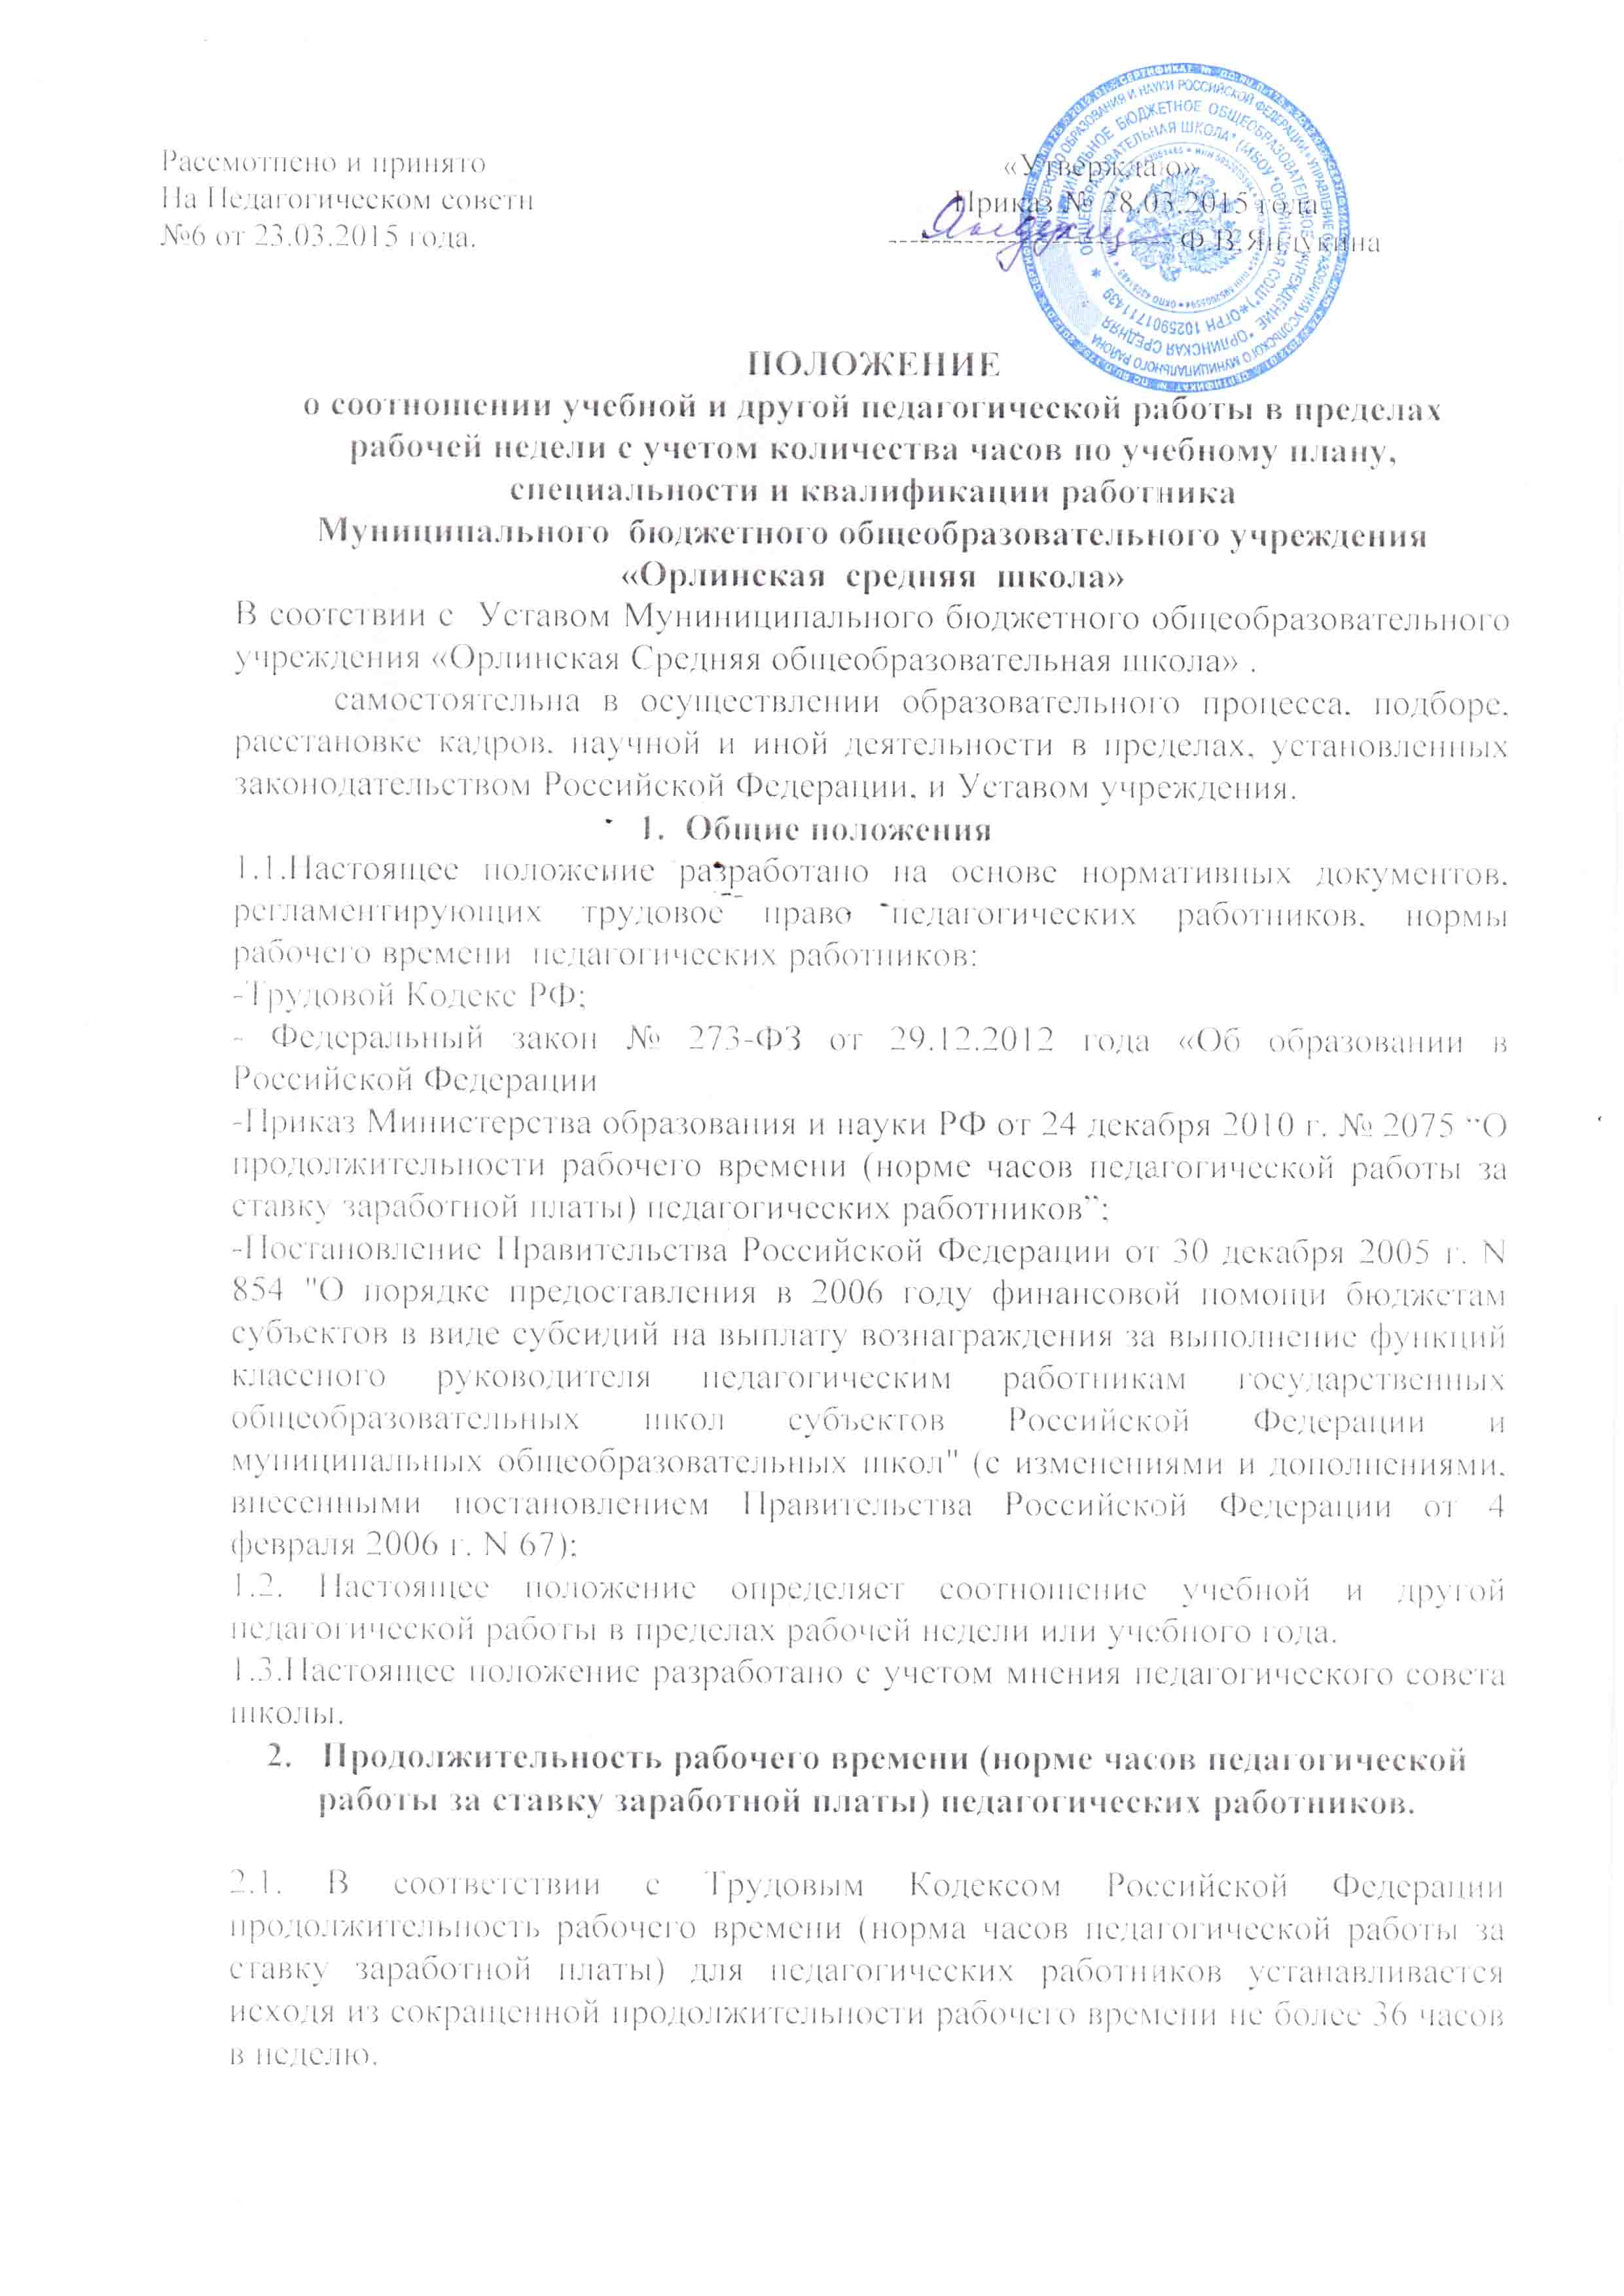 Рассмотпено и принято
На Педагогическом советн
№6 от 23.03.2015 года.
«Утверждаю»
Приказ № 28.03.2015 года
Ф.В.Яндукина
ПОЛОЖЕНИЕ
о соотношении учебной и другой педагогической работы в пределах
рабочей недели с учетом количества часов по учебному плану,
специальности и квалификации работника
Муниципального бюджетного общеобразовательного учреждения
«Орлинская средняя школа»
В соотствии с Уставом Муниниципального бюджетного общеобразовательного
учреждения «Орлинская Средняя общеобразовательная школа» .
самостоятельна в осуществлении образовательного процесса, подборе,
расстановке кадров, научной и иной деятельности в пределах, установленных
законодательством Российской Федерации, и Уставом учреждения.
1. Общие положения
1.1.Настоящее положение разработано на основе нормативных документов,
регламентирующих трудовое право педагогических работников, нормы
рабочего времени педагогических работников:
-Трудовой Кодекс РФ;
- Федеральный закон № 273-ФЗ от 29.12.2012 года «Об образовании в
Российской Федерации
-Приказ Министерства образования и науки РФ от 24 декабря 2010 г. № 2075 "О
продолжительности рабочего времени (норме часов педагогической работы за
ставку заработной платы) педагогических работников";
-Постановление Правительства Российской Федерации от 30 декабря 2005 г. N
854 "О порядке предоставления в 2006 году финансовой помощи бюджетам
субъектов в виде субсидий на выплату вознаграждения за выполнение функций
классного руководителя педагогическим работникам государственных
общеобразовательных школ субъектов Российской Федерации и
муниципальных общеобразовательных школ" (с изменениями и дополнениями,
внесенными постановлением Правительства Российской Федерации от 4
февраля 2006 г. N 67);
1.2. Настоящее положение определяет соотношение учебной и другой
педагогической работы в пределах рабочей недели или учебного года.
1.3.Настоящее положение разработано с учетом мнения педагогического совета
школы.
2. Продолжительность рабочего времени (норме часов педагогической
работы за ставку заработной платы) педагогических работников.
2.1. В соответствии с Трудовым Кодексом Российской Федерации
продолжительность рабочего времени (норма часов педагогической работы за
ставку заработной платы) для педагогических работников устанавливается
исходя из сокращенной продолжительности рабочего времени не более 36 часов
в неделю.